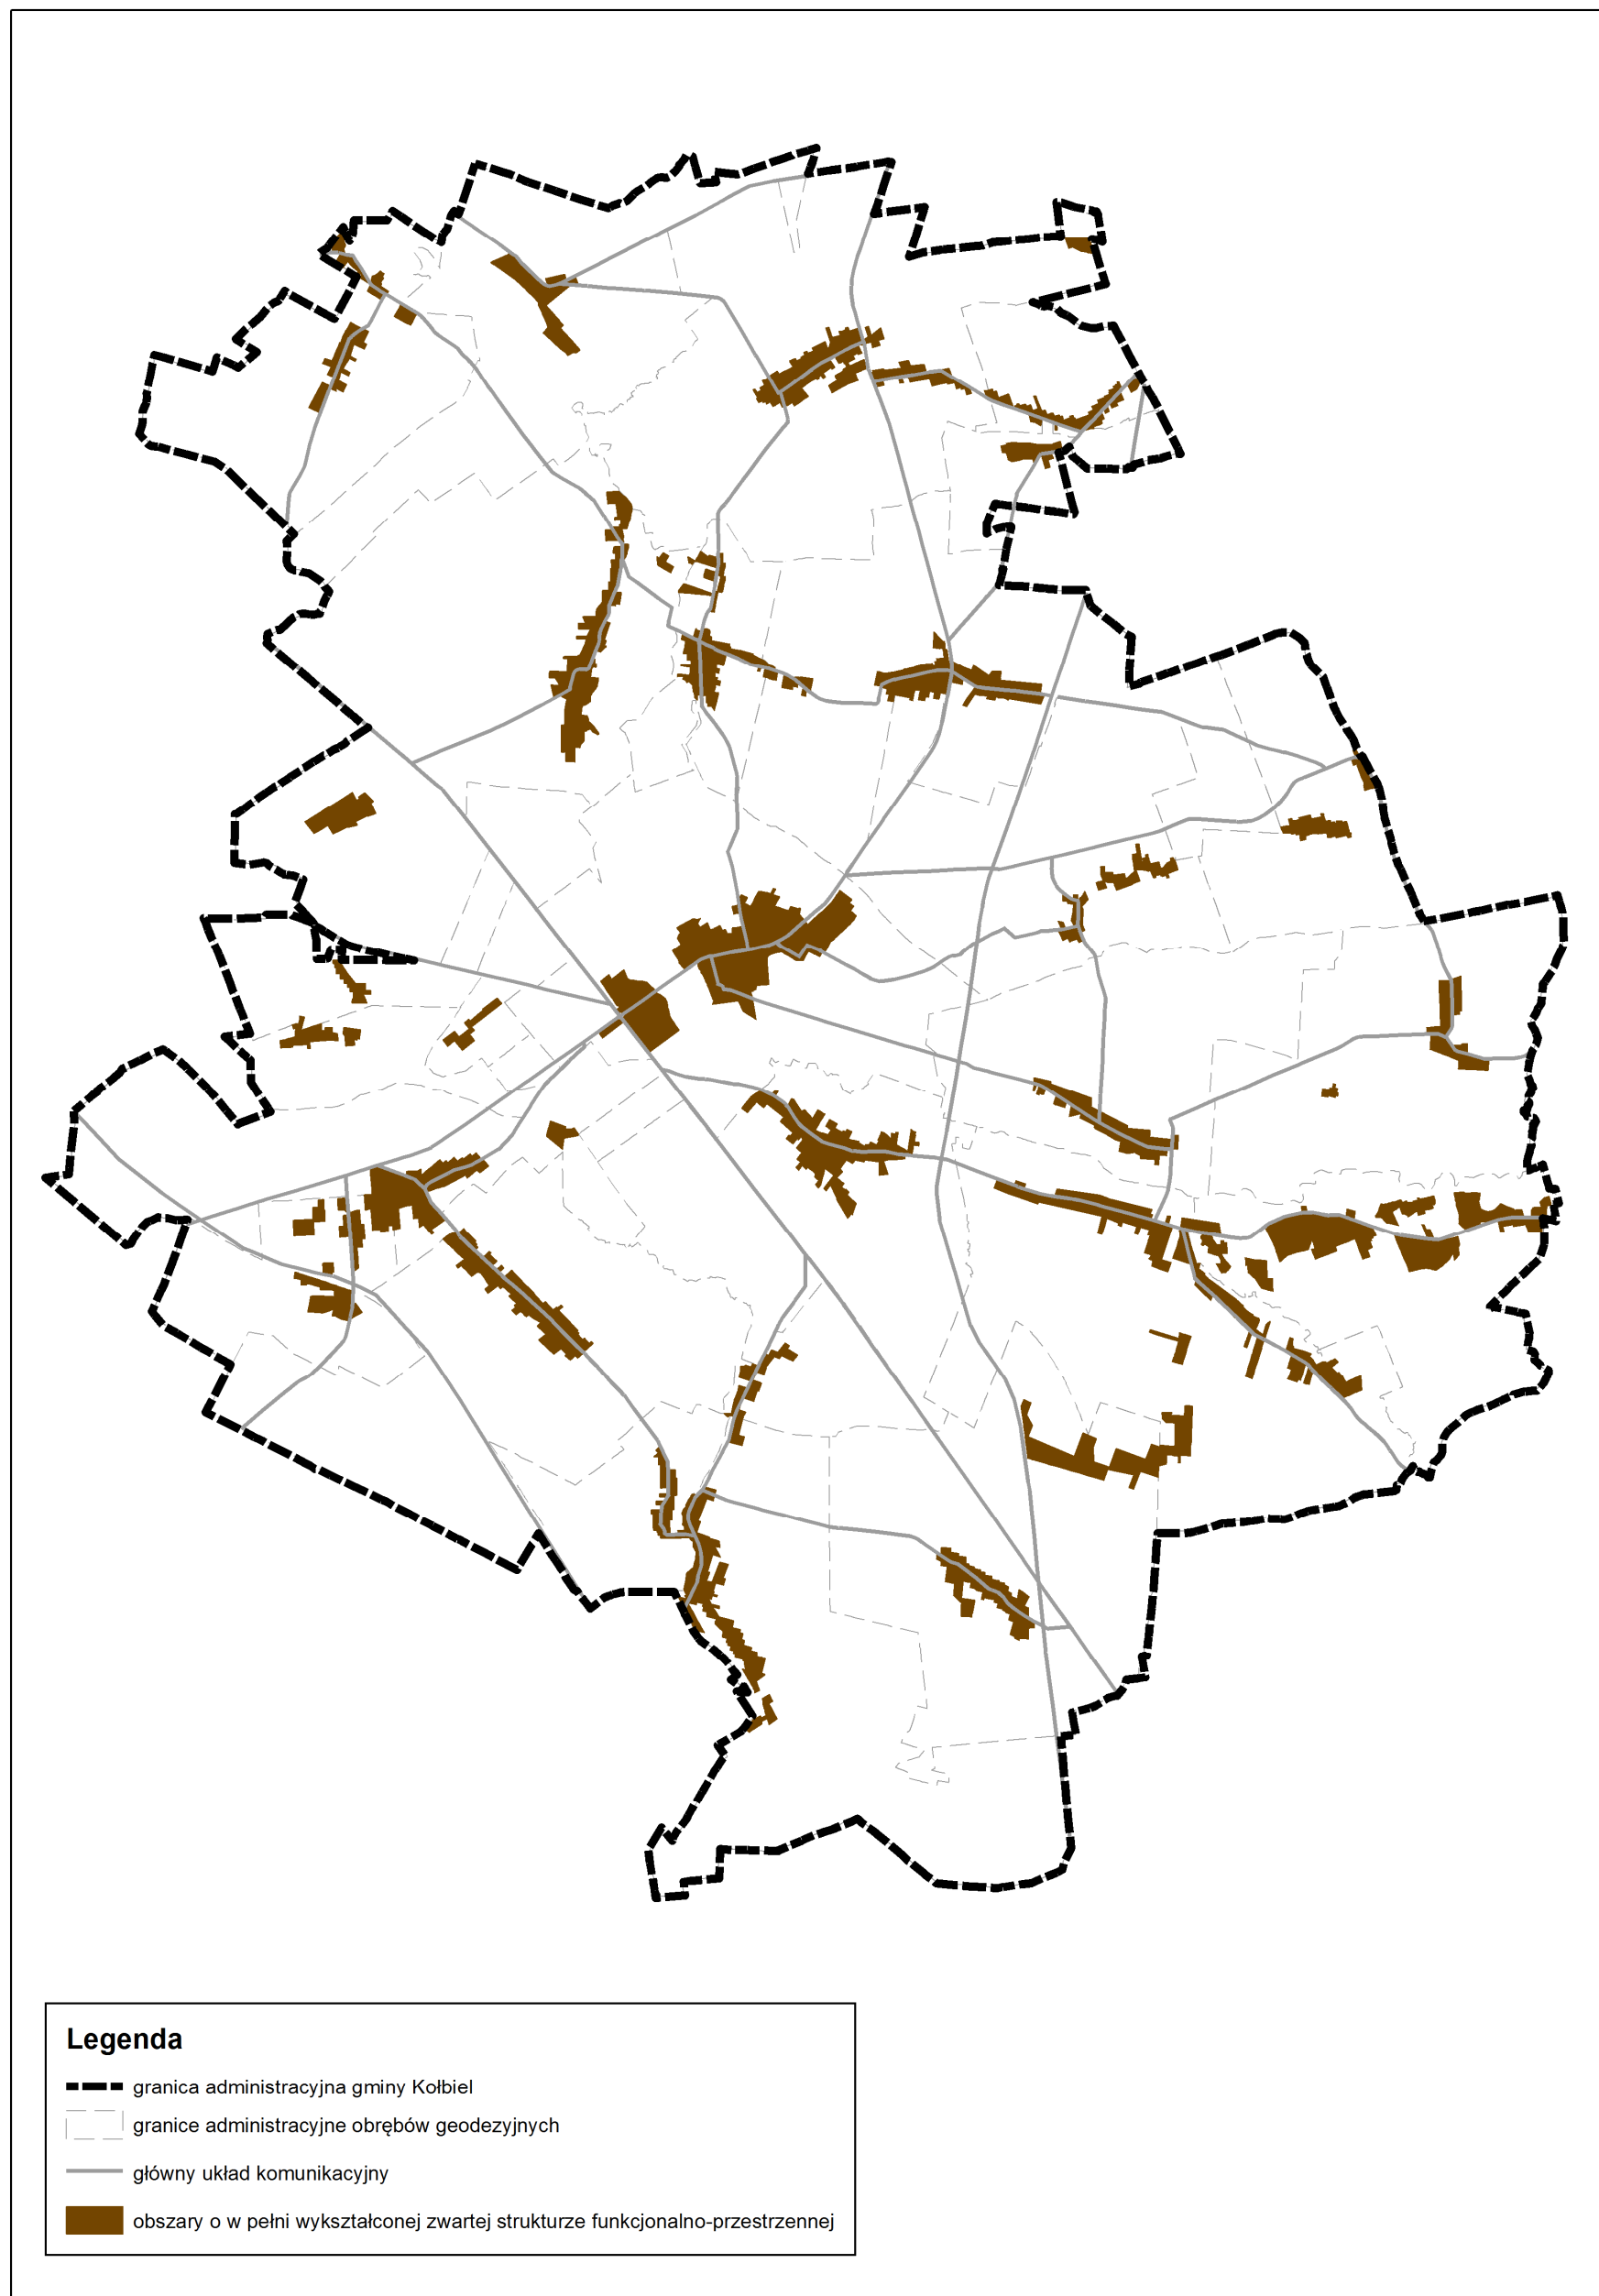 Legenda
granica administracyjna gminy Kołbiel
granice administracyjne obrębów geodezyjnych
główny układ komunikacyjny
obszary o w pełni wykształconej zwartej strukturze funkcjonalno-przestrzennej